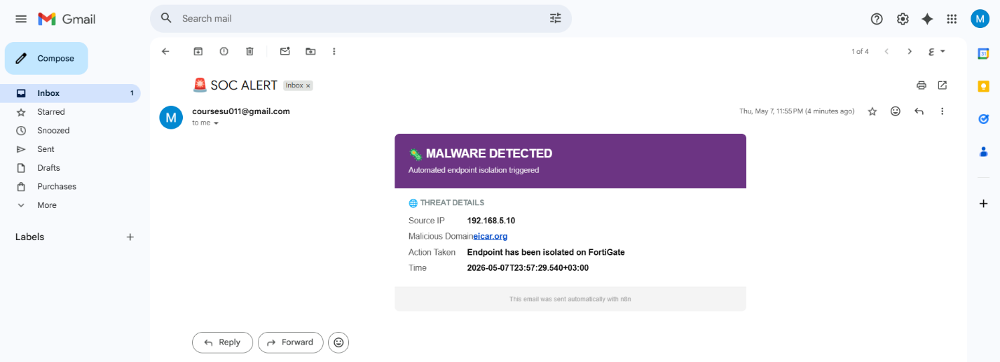 Gmail
Search mail
M
Compose
1 of 4
31
Inbox 1
Starred
Snoozed
Sent
Drafts
Purchases
More
Labels
SOC ALERT Inbox ×
M
coursesu011@gmail.com
to me
Thu, May 7, 11:55 PM (4 minutes ago)
MALWARE DETECTED
Automated endpoint isolation triggered
THREAT DETAILS
Source IP 192.168.5.10
Malicious Domain eicar.org
Action Taken Endpoint has been isolated on FortiGate
Time 2026-05-07T23:57:29.540+03:00
This email was sent automatically with n8n
Reply
Forward